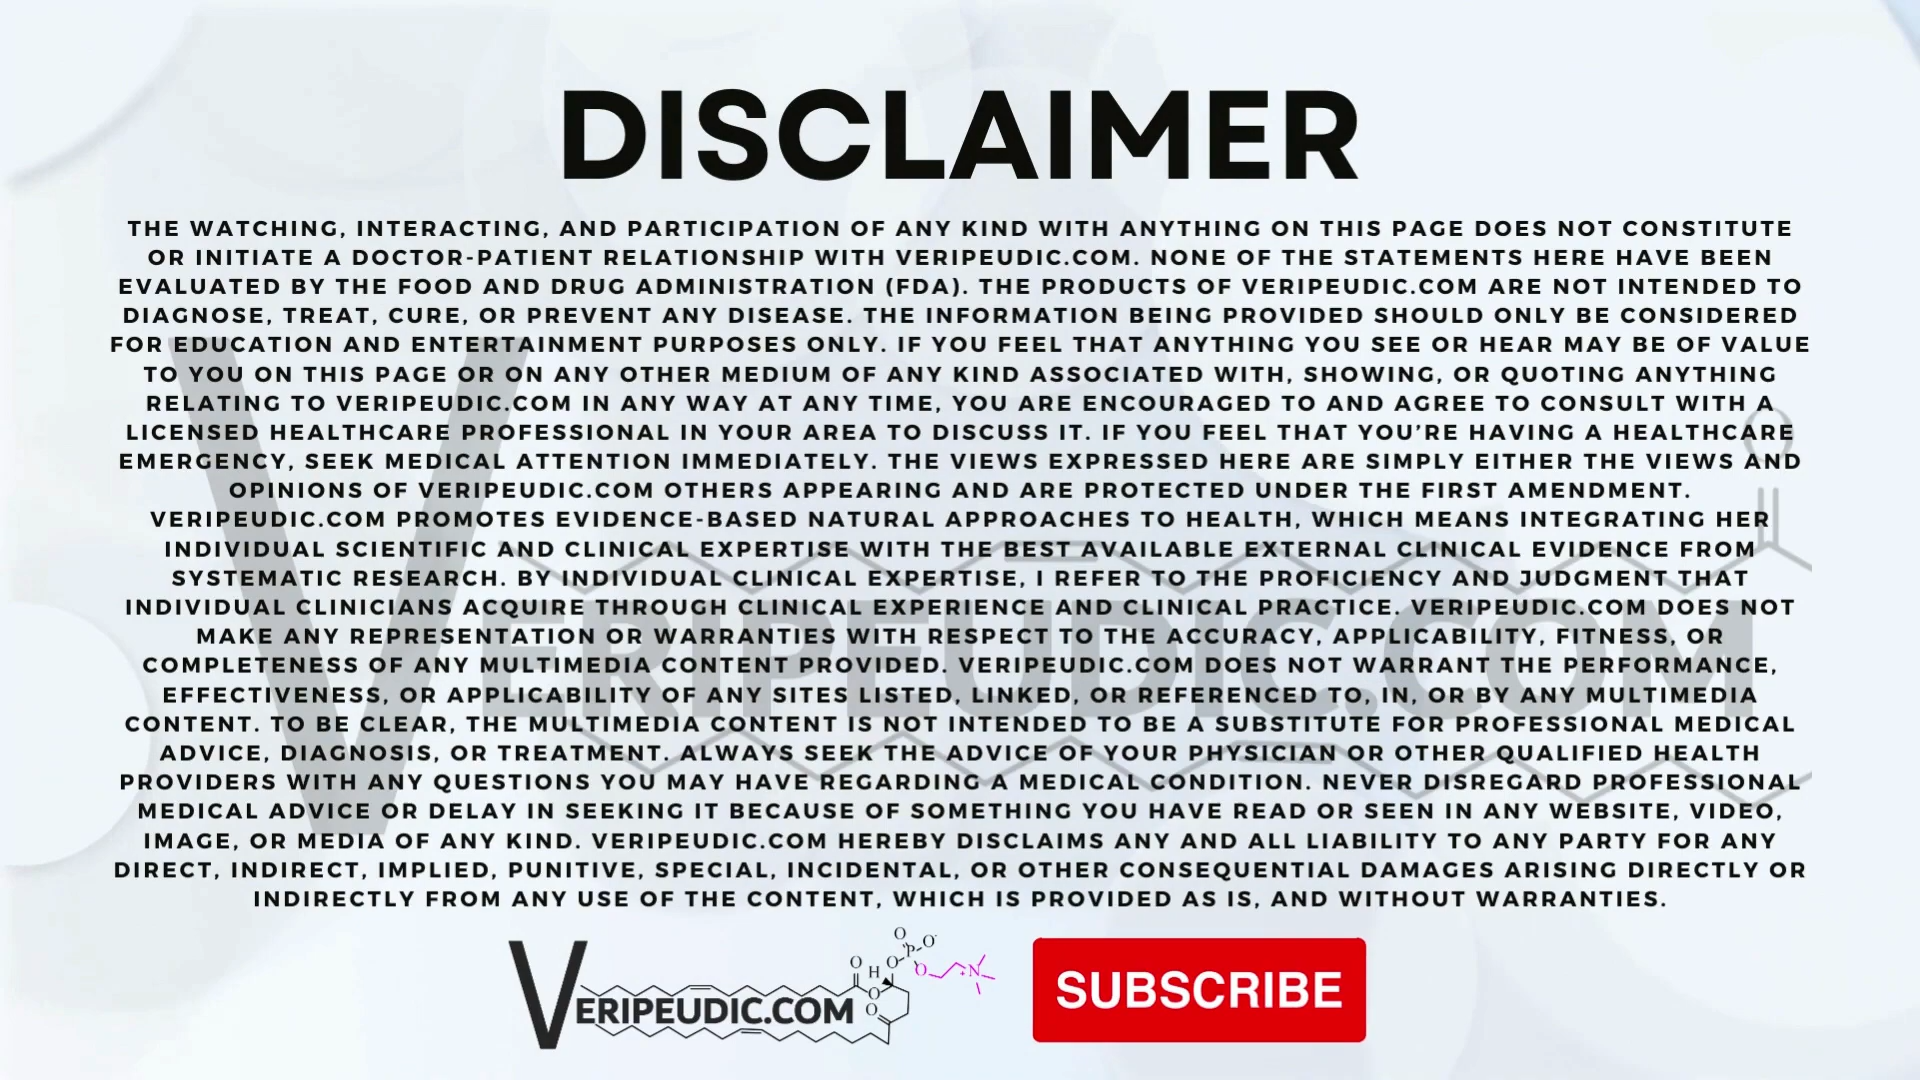 DISCLAIMER
THE WATCHING, INTERACTING, AND PARTICIPATION OF ANY KIND WITH ANYTHING ON THIS PAGE DOES NOT CONSTITUTE
OR INITIATE A DOCTOR-PATIENT RELATIONSHIP WITH VERIPEUDIC.COM. NONE OF THE STATEMENTS HERE HAVE BEEN
EVALUATED BY THE FOOD AND DRUG ADMINISTRATION (FDA). THE PRODUCTS OF VERIPEUDIC.COM ARE NOT INTENDED TO
DIAGNOSE, TREAT, CURE, OR PREVENT ANY DISEASE. THE INFORMATION BEING PROVIDED SHOULD ONLY BE CONSIDERED
FOR EDUCATION AND ENTERTAINMENT PURPOSES ONLY. IF YOU FEEL THAT ANYTHING YOU SEE OR HEAR MAY BE OF VALUE
TO YOU ON THIS PAGE OR ON ANY OTHER MEDIUM OF ANY KIND ASSOCIATED WITH, SHOWING, OR QUOTING ANYTHING
RELATING TO VERIPEUDIC.COM IN ANY WAY AT ANY TIME, YOU ARE ENCOURAGED TO AND AGREE TO CONSULT WITH A
LICENSED HEALTHCARE PROFESSIONAL IN YOUR AREA TO DISCUSS IT. IF YOU FEEL THAT YOU'RE HAVING A HEALTHCARE
EMERGENCY, SEEK MEDICAL ATTENTION IMMEDIATELY. THE VIEWS EXPRESSED HERE ARE SIMPLY EITHER THE VIEWS AND
OPINIONS OF VERIPEUDIC.COM OTHERS APPEARING AND ARE PROTECTED UNDER THE FIRST AMENDMENT.
VERIPEUDIC.COM PROMOTES EVIDENCE-BASED NATURAL APPROACHES TO HEALTH, WHICH MEANS INTEGRATING HER
INDIVIDUAL SCIENTIFIC AND CLINICAL EXPERTISE WITH THE BEST AVAILABLE EXTERNAL CLINICAL EVIDENCE FROM
SYSTEMATIC RESEARCH. BY INDIVIDUAL CLINICAL EXPERTISE, I REFER TO THE PROFICIENCY AND JUDGMENT THAT
INDIVIDUAL CLINICIANS ACQUIRE THROUGH CLINICAL EXPERIENCE AND CLINICAL PRACTICE. VERIPEUDIC.COM DOES NOT
MAKE ANY REPRESENTATION OR WARRANTIES WITH RESPECT TO THE ACCURACY, APPLICABILITY, FITNESS, OR
COMPLETENESS OF ANY MULTIMEDIA CONTENT PROVIDED. VERIPEUDIC.COM DOES NOT WARRANT THE PERFORMANCE,
EFFECTIVENESS, OR APPLICABILITY OF ANY SITES LISTED, LINKED, OR REFERENCED TO, IN, OR BY ANY MULTIMEDIA
CONTENT. TO BE CLEAR, THE MULTIMEDIA CONTENT IS NOT INTENDED TO BE A SUBSTITUTE FOR PROFESSIONAL MEDICAL
ADVICE, DIAGNOSIS, OR TREATMENT. ALWAYS SEEK THE ADVICE OF YOUR PHYSICIAN OR OTHER QUALIFIED HEALTH
PROVIDERS WITH ANY QUESTIONS YOU MAY HAVE REGARDING A MEDICAL CONDITION. NEVER DISREGARD PROFESSIONAL
MEDICAL ADVICE OR DELAY IN SEEKING IT BECAUSE OF SOMETHING YOU HAVE READ OR SEEN IN ANY WEBSITE, VIDEO,
IMAGE, OR MEDIA OF ANY KIND. VERIPEUDIC.COM HEREBY DISCLAIMS ANY AND ALL LIABILITY TO ANY PARTY FOR ANY
DIRECT, INDIRECT, IMPLIED, PUNITIVE, SPECIAL, INCIDENTAL, OR OTHER CONSEQUENTIAL DAMAGES ARISING DIRECTLY OR
INDIRECTLY FROM ANY USE OF THE CONTENT, WHICH IS PROVIDED AS IS, AND WITHOUT WARRANTIES.
VERIPEUDIC.COM
O H O O O P O O- O N+
SUBSCRIBE